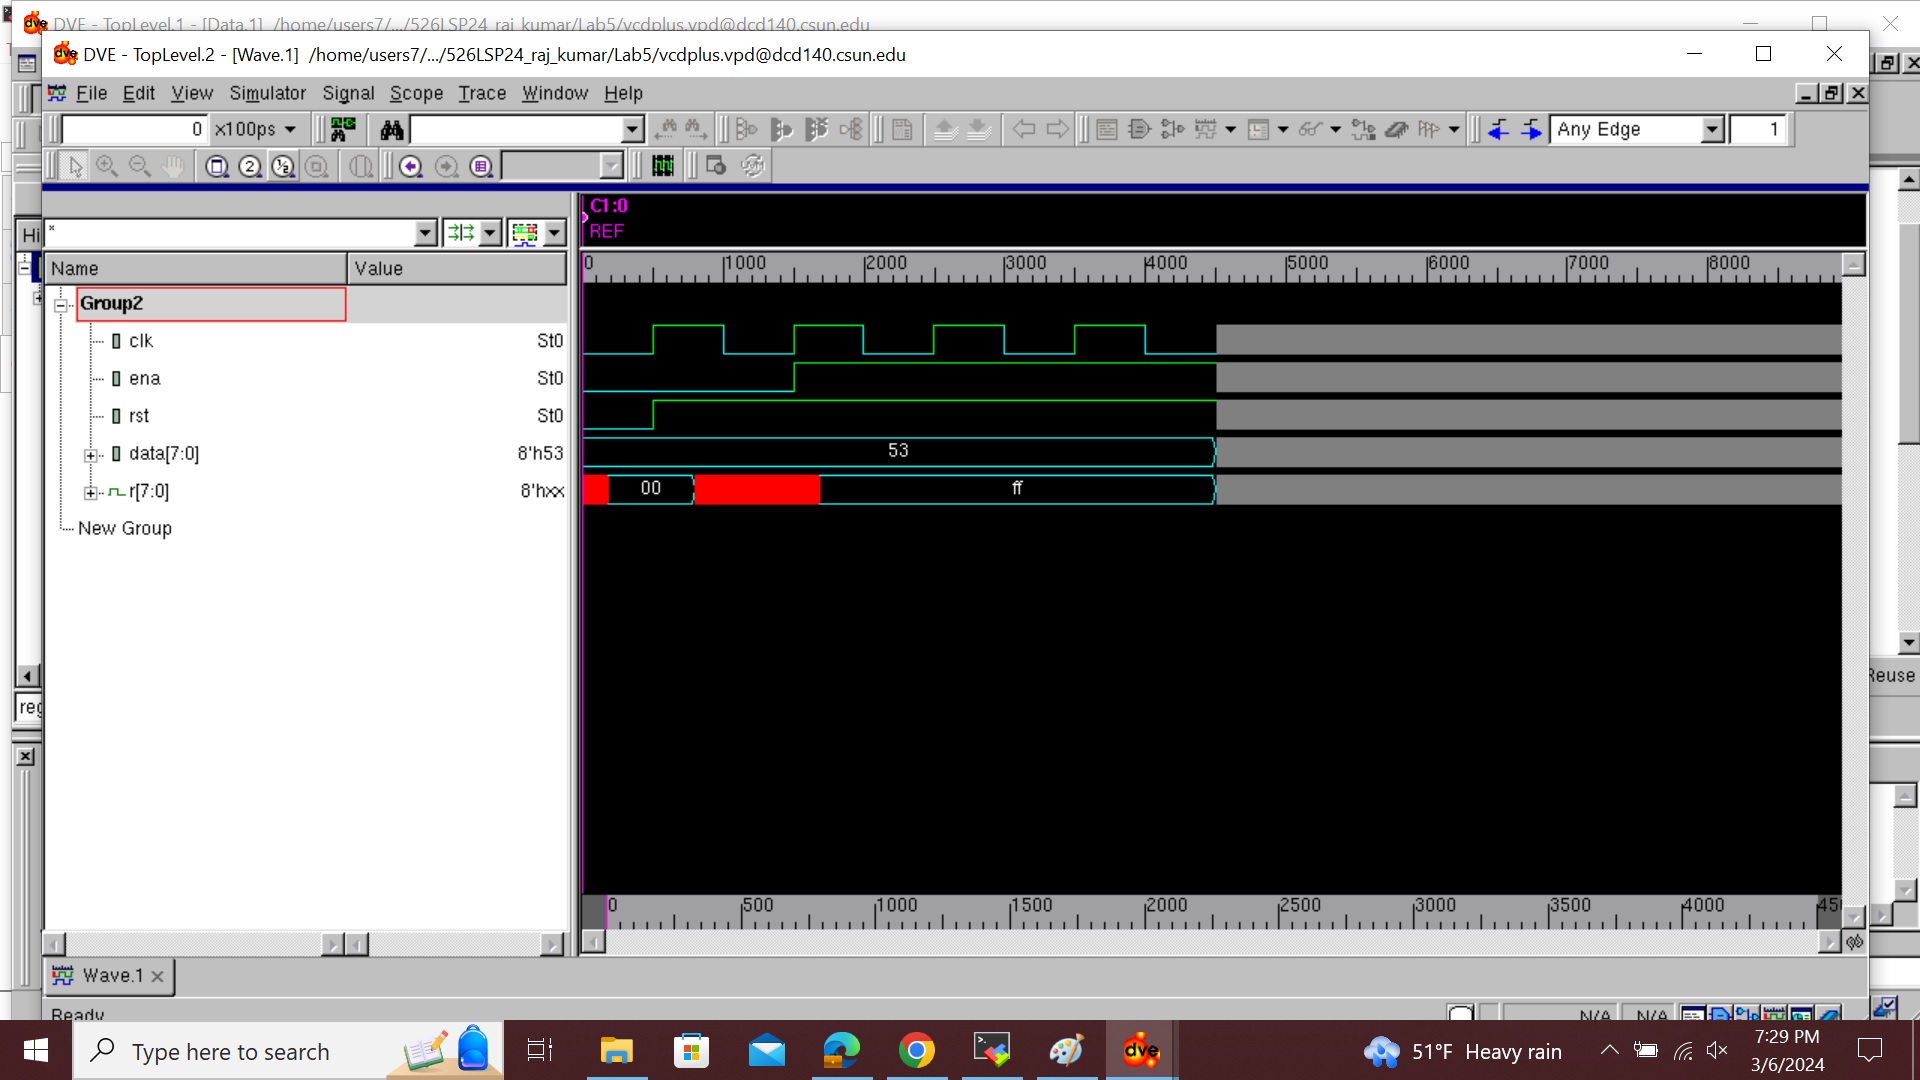 DVE - TopLevel.1 - [Data.1]  /home/users7/.../526LSP24_raj_kumar/Lab5/vcdplus.vpd@dcd140.csun.edu
DVE - TopLevel.2 - [Wave.1]  /home/users7/.../526LSP24_raj_kumar/Lab5/vcdplus.vpd@dcd140.csun.edu
File Edit View Simulator Signal Scope Trace Window Help
0 x100ps Any Edge 1
2 ½
C1:0
REF
Hi *
Name Value
0 1000 2000 3000 4000 5000 6000 7000 8000
Group2
clk St0
ena St0
rst St0
data[7:0] 8'h53 53
r[7:0] 8'hxx 00 ff
New Group
Reuse
reg
0 500 1000 1500 2000 2500 3000 3500 4000 45
Wave.1
Ready N/A N/A
Type here to search
dve
51°F Heavy rain
7:29 PM
3/6/2024